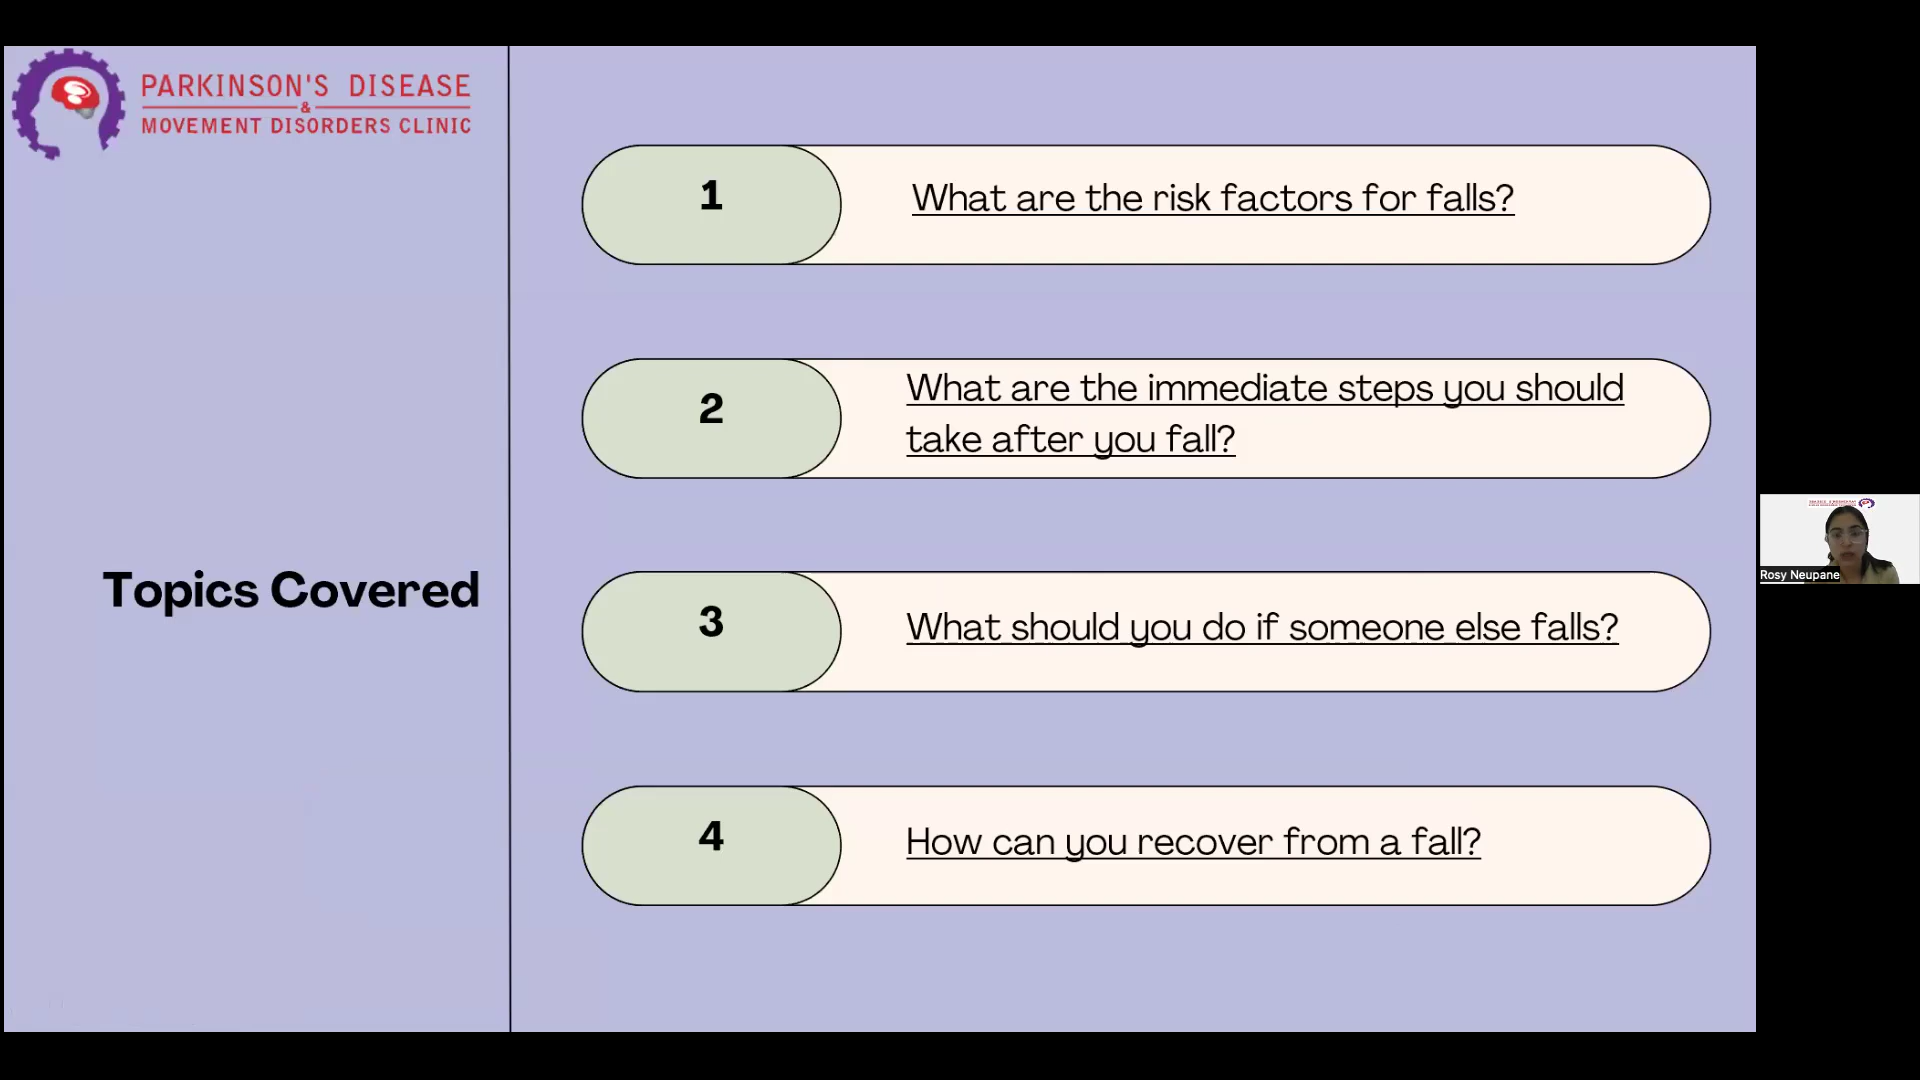 PARKINSON'S DISEASE
&
MOVEMENT DISORDERS CLINIC
Topics Covered
1
What are the risk factors for falls?
2
What are the immediate steps you should
take after you fall?
3
What should you do if someone else falls?
4
How can you recover from a fall?
Rosy Neupane